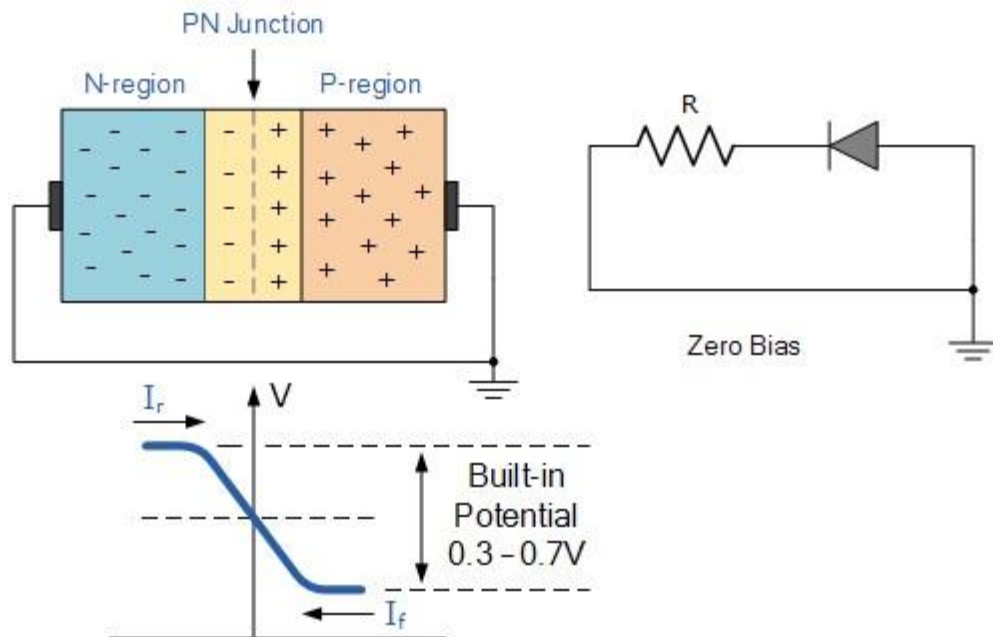 PN Junction
N-region
P-region
R
Zero Bias
V
Ir
Built-in
Potential
0.3 – 0.7V
If